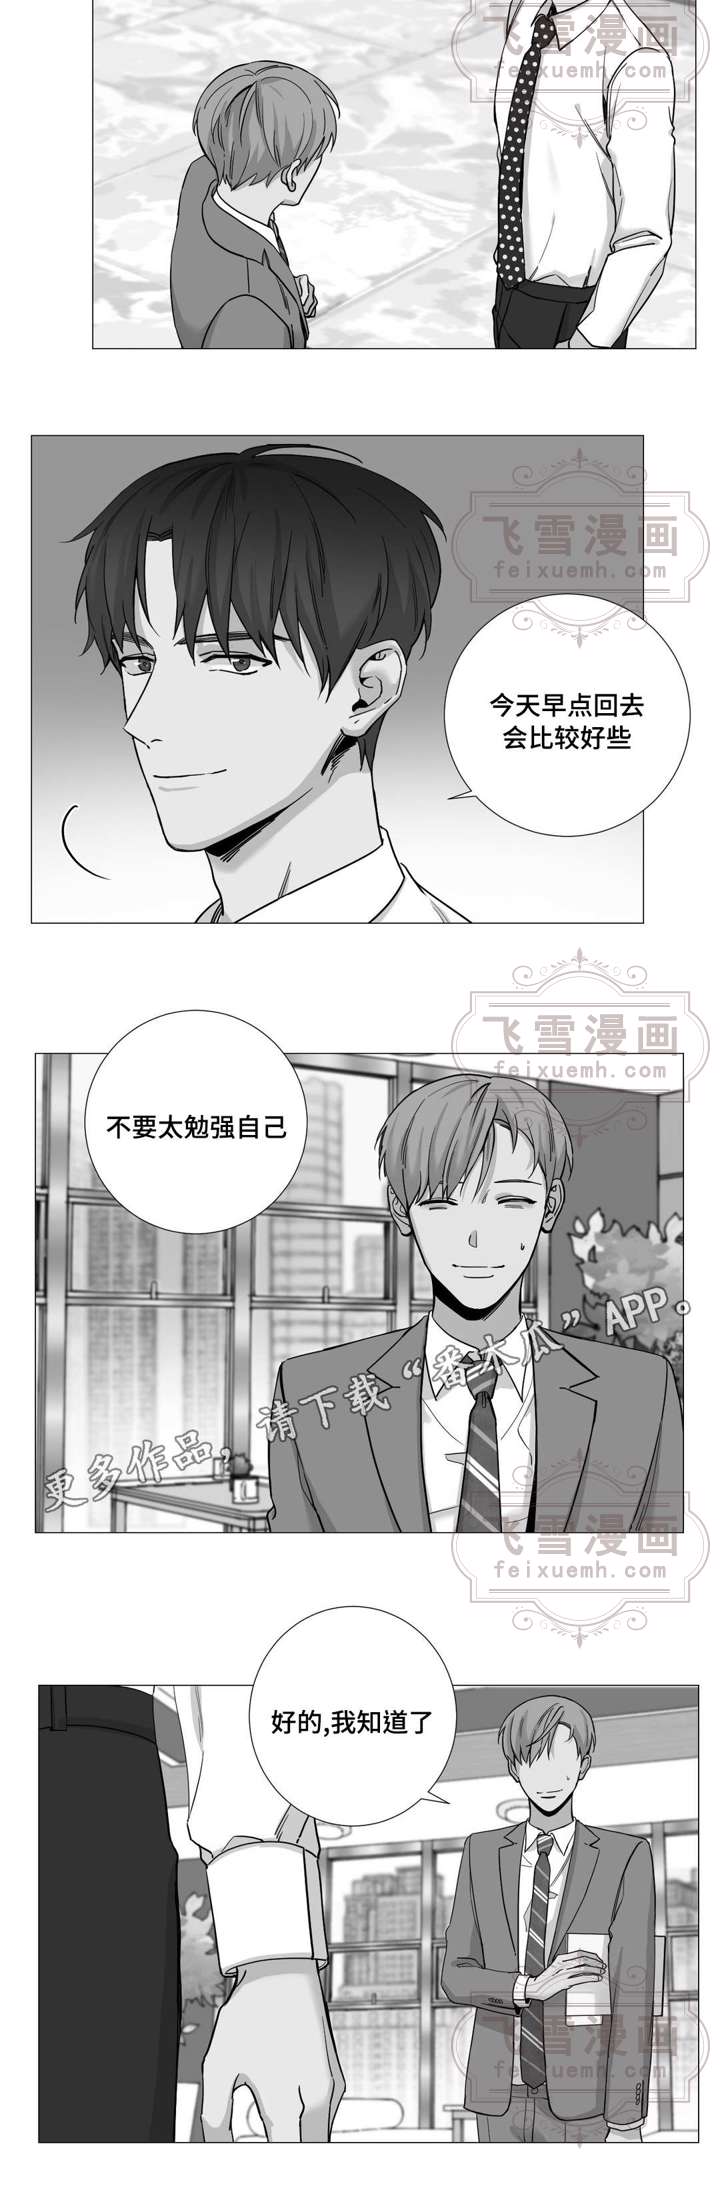 飞雪漫画
feixuemh.com
飞雪漫画
feixuemh.com
今天早点回去
会比较好些
飞雪漫画
feixuemh.com
不要太勉强自己
更多作品，请下载“番木瓜”APP。
飞雪漫画
feixuemh.com
好的,我知道了
飞雪漫画
feixuemh.com